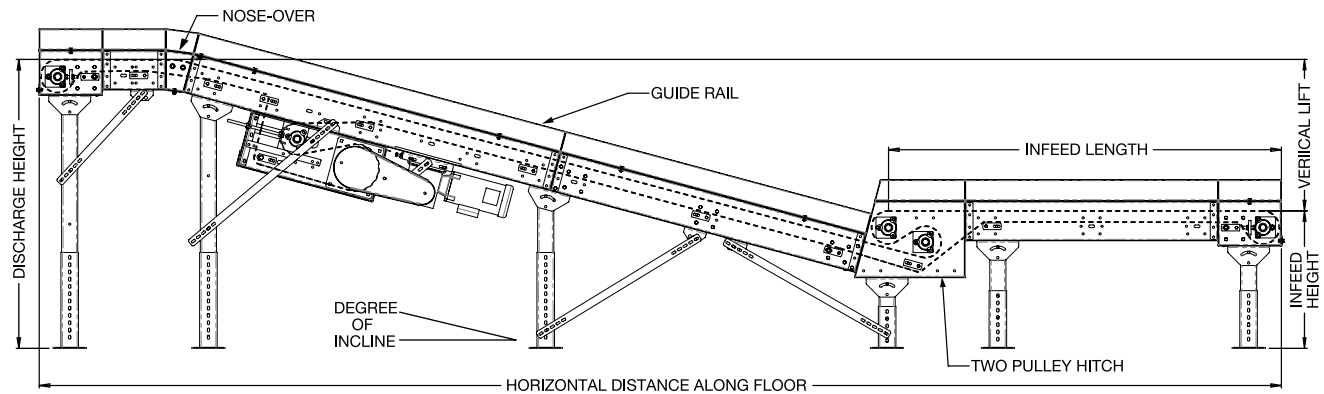 NOSE-OVER
GUIDE RAIL
INFEED LENGTH
VERIICAL LIFT
DISCHARGE HEIGHT
INFEED
HEIGHT
DEGREE
OF
INCLINE
TWO PULLEY HITCH
HORIZONTAL DISTANCE ALONG FLOOR